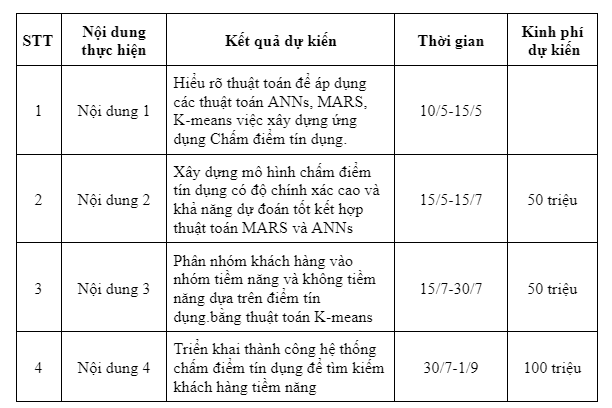 STT
Nội dung
thực hiện
Kết quả dự kiến
Thời gian
Kinh phí
dự kiến
1
Nội dung 1
Hiểu rõ thuật toán để áp dụng
các thuật toán ANNs, MARS,
K-means việc xây dựng ứng
dụng Chấm điểm tín dụng.
10/5-15/5
2
Nội dung 2
Xây dựng mô hình chấm điểm
tín dụng có độ chính xác cao và
khả năng dự đoán tốt kết hợp
thuật toán MARS và ANNs
15/5-15/7
50 triệu
3
Nội dung 3
Phân nhóm khách hàng vào
nhóm tiềm năng và không tiềm
năng dựa trên điểm tín
dụng.bằng thuật toán K-means
15/7-30/7
50 triệu
4
Nội dung 4
Triển khai thành công hệ thống
chấm điểm tín dụng để tìm kiếm
khách hàng tiềm năng
30/7-1/9
100 triệu